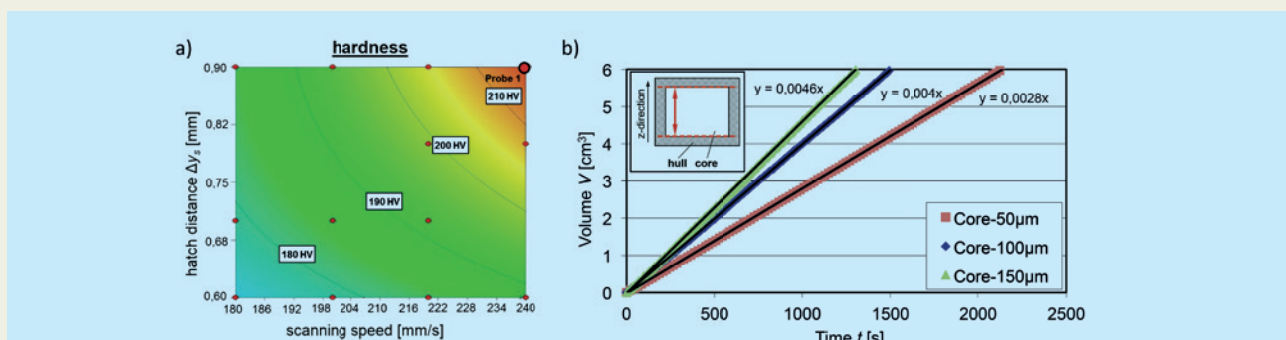 a)
hardness
0,90
0,82
0,75
0,68
0,60
hatch distance Δyₛ [mm]
Probe 1
210 HV
200 HV
190 HV
180 HV
180 186 192 198 204 210 216 222 228 234 240
scanning speed [mm/s]
b)
6
5
4
3
2
1
0
Volume V [cm³]
z-direction
hull core
y = 0,0046x
y = 0,004x
y = 0,0028x
Core-50µm
Core-100µm
Core-150µm
0 500 1000 1500 2000 2500
Time t [s]